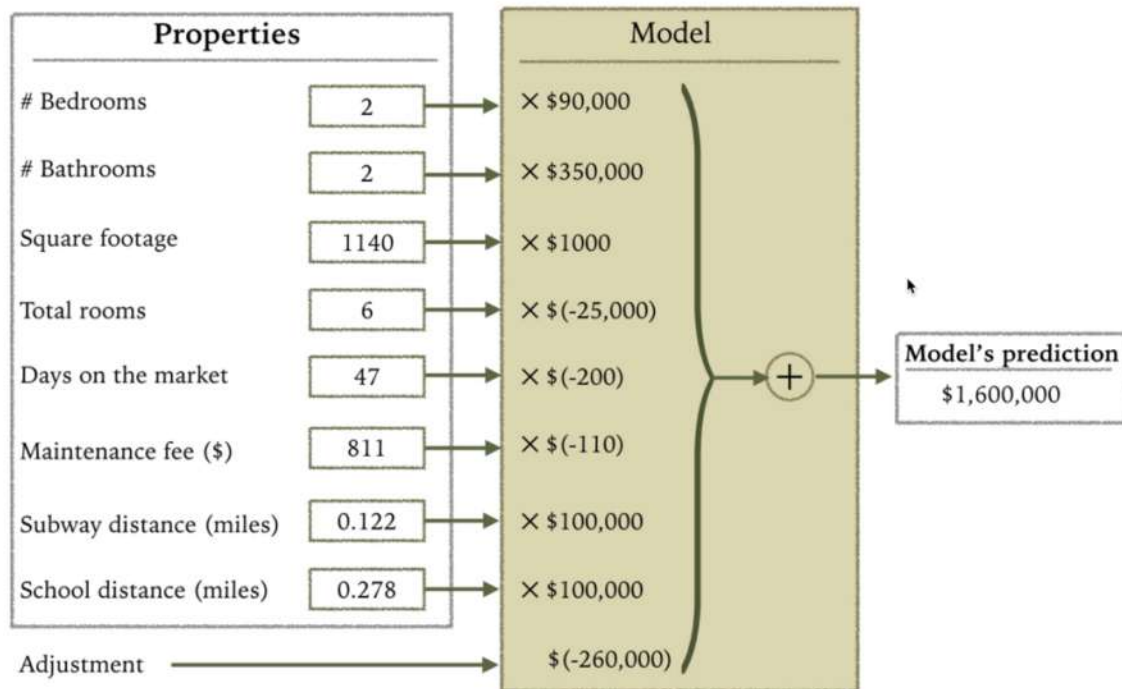 Properties
Model
# Bedrooms 2 × $90,000
# Bathrooms 2 × $350,000
Square footage 1140 × $1000
Total rooms 6 × $(-25,000)
Days on the market 47 × $(-200)
Maintenance fee ($) 811 × $(-110)
Subway distance (miles) 0.122 × $100,000
School distance (miles) 0.278 × $100,000
Adjustment $(-260,000)
+
Model's prediction
$1,600,000